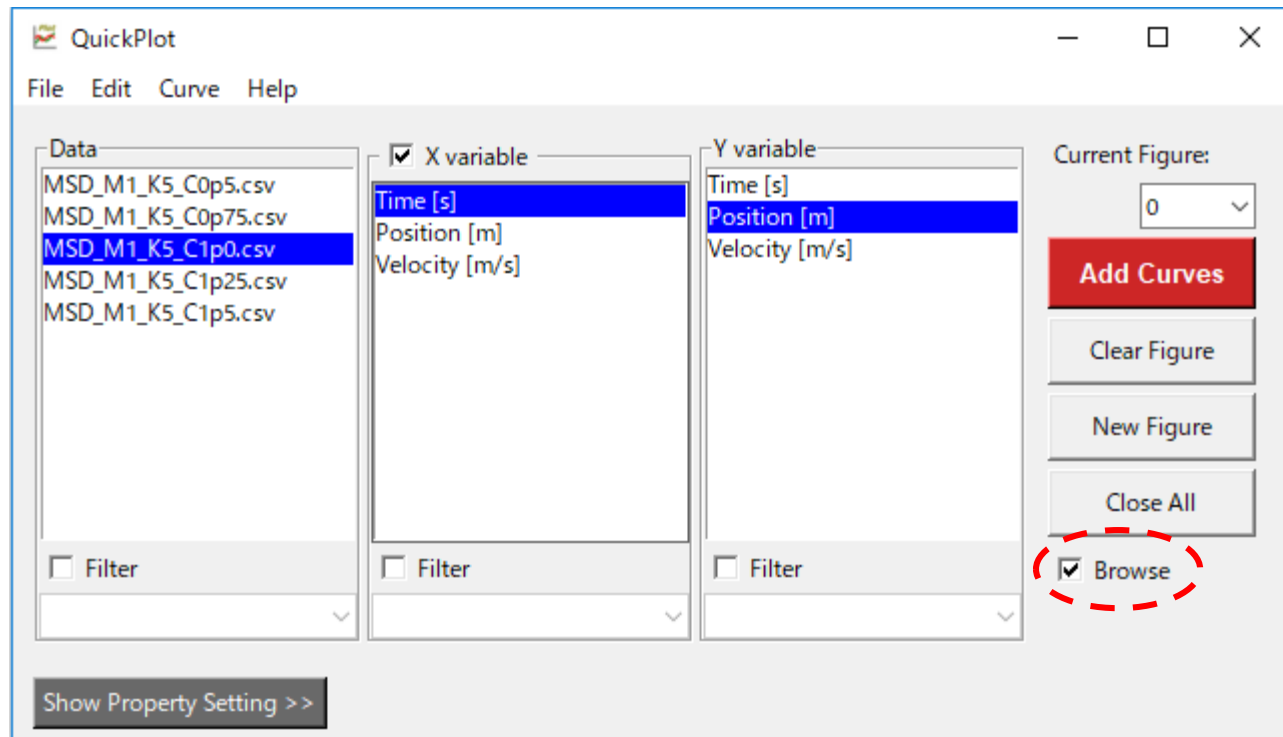 QuickPlot
File Edit Curve Help
Data
MSD_M1_K5_C0p5.csv
MSD_M1_K5_C0p75.csv
MSD_M1_K5_C1p0.csv
MSD_M1_K5_C1p25.csv
MSD_M1_K5_C1p5.csv
Filter
X variable
Time [s]
Position [m]
Velocity [m/s]
Filter
Y variable
Time [s]
Position [m]
Velocity [m/s]
Filter
Current Figure:
0
Add Curves
Clear Figure
New Figure
Close All
Browse
Show Property Setting >>